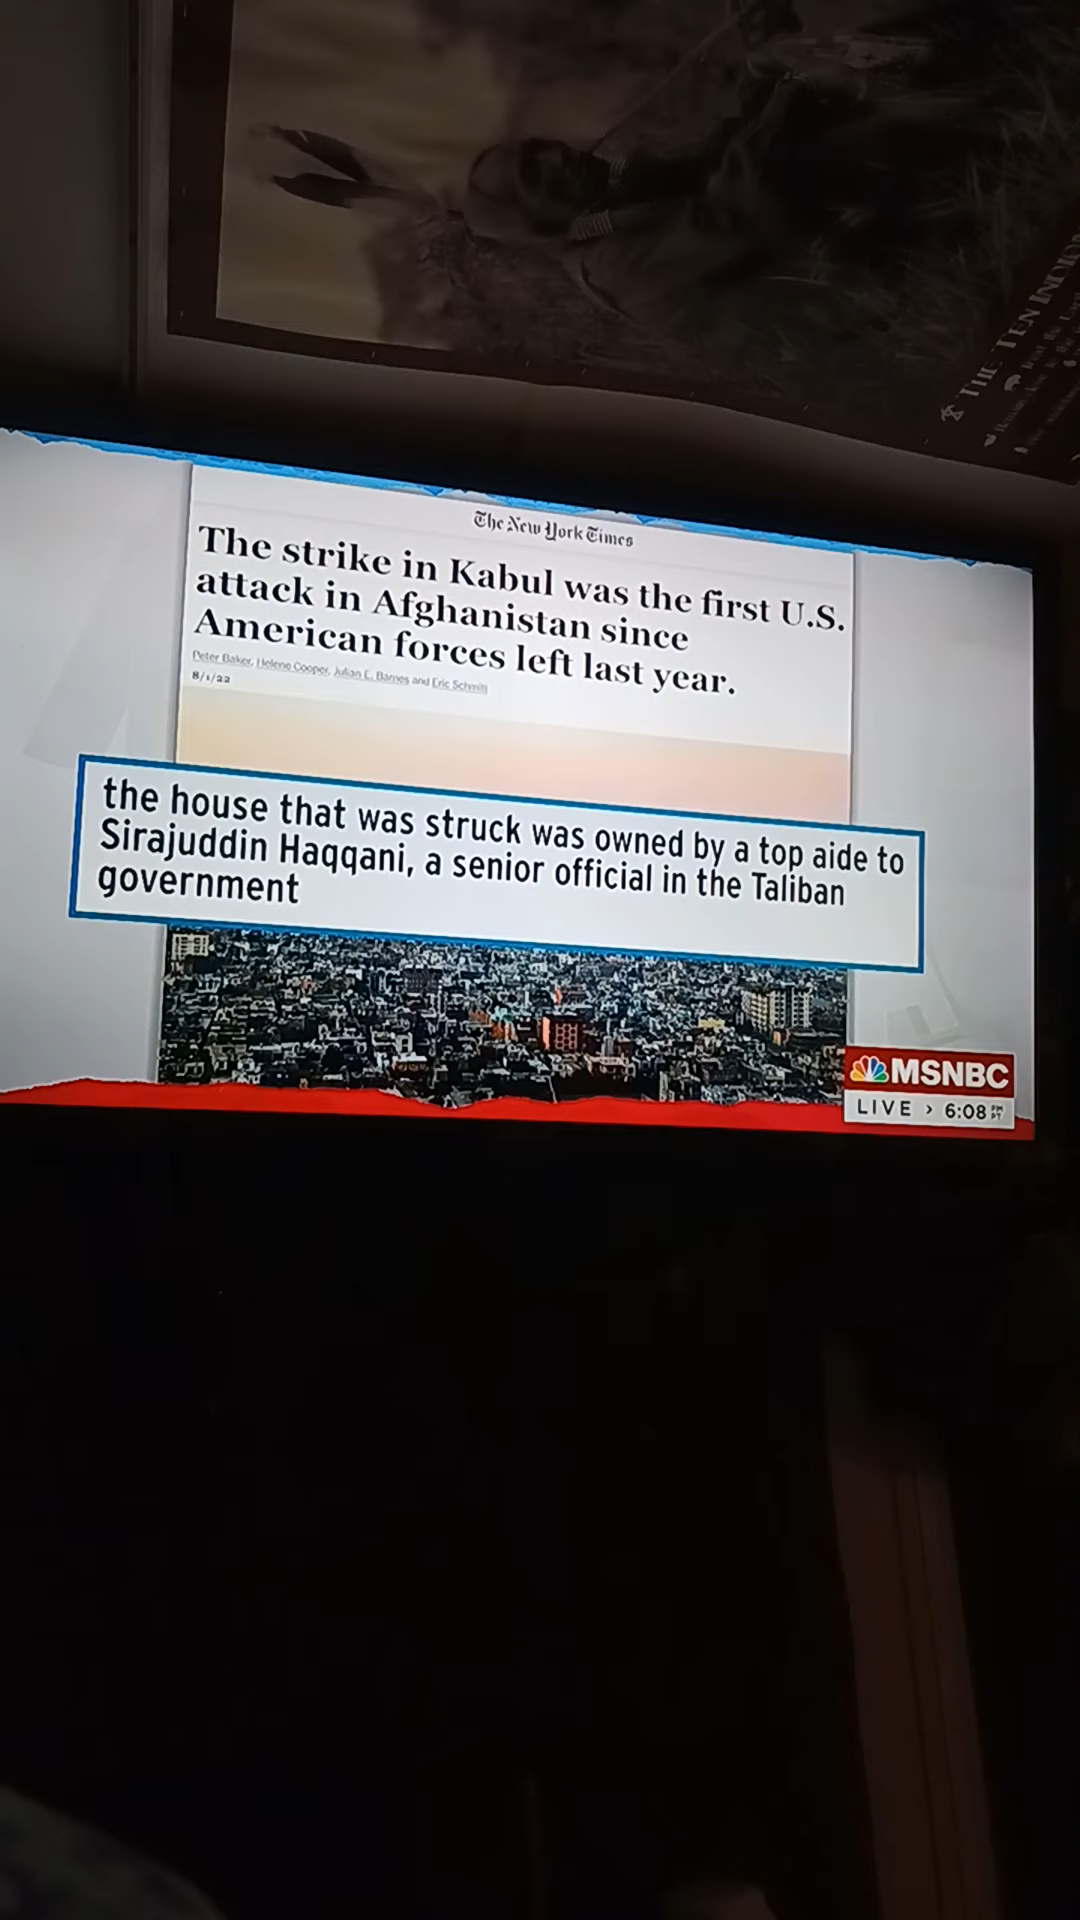 THE TEN INDIAN
The New York Times
The strike in Kabul was the first U.S.
attack in Afghanistan since
American forces left last year.
Peter Baker, Helene Cooper, Julian E. Barnes and Eric Schmitt
8/1/22
the house that was struck was owned by a top aide to
Sirajuddin Haqqani, a senior official in the Taliban
government
MSNBC
LIVE > 6:08 PM PT